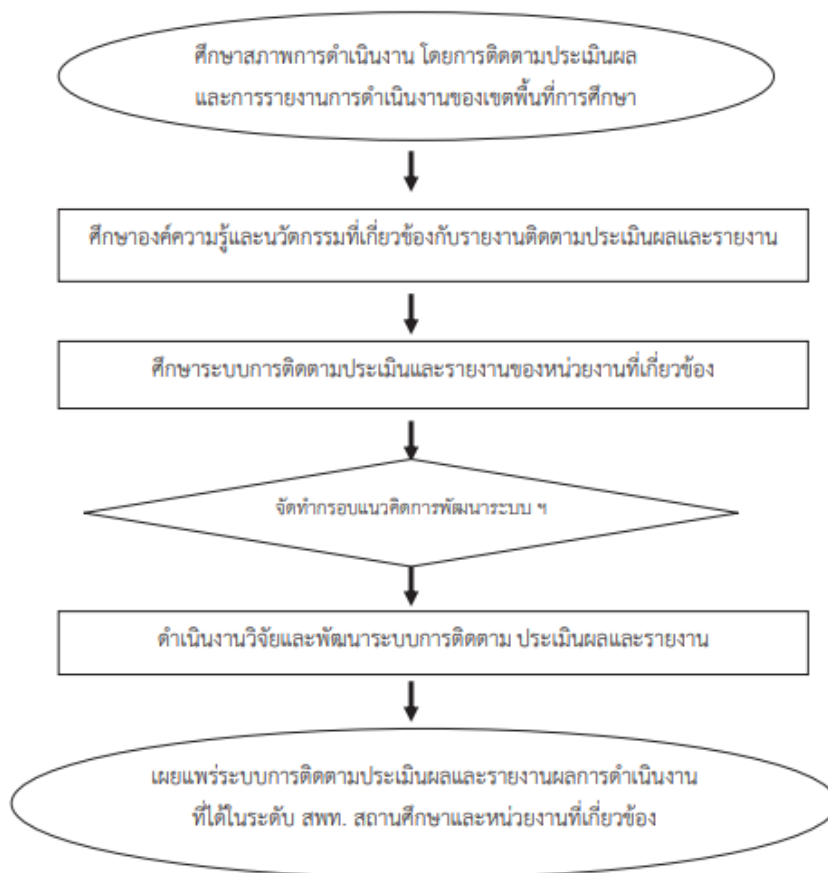 ศึกษาสภาพการดำเนินงาน โดยการติดตามประเมินผล
และการรายงานการดำเนินงานของเขตพื้นที่การศึกษา
ศึกษาองค์ความรู้และนวัตกรรมที่เกี่ยวข้องกับรายงานติดตามประเมินผลและรายงาน
ศึกษาระบบการติดตามประเมินและรายงานของหน่วยงานที่เกี่ยวข้อง
จัดทำกรอบแนวคิดการพัฒนาระบบ ฯ
ดำเนินงานวิจัยและพัฒนาระบบการติดตาม ประเมินผลและรายงาน
เผยแพร่ระบบการติดตามประเมินผลและรายงานผลการดำเนินงาน
ที่ได้ในระดับ สพท. สถานศึกษาและหน่วยงานที่เกี่ยวข้อง